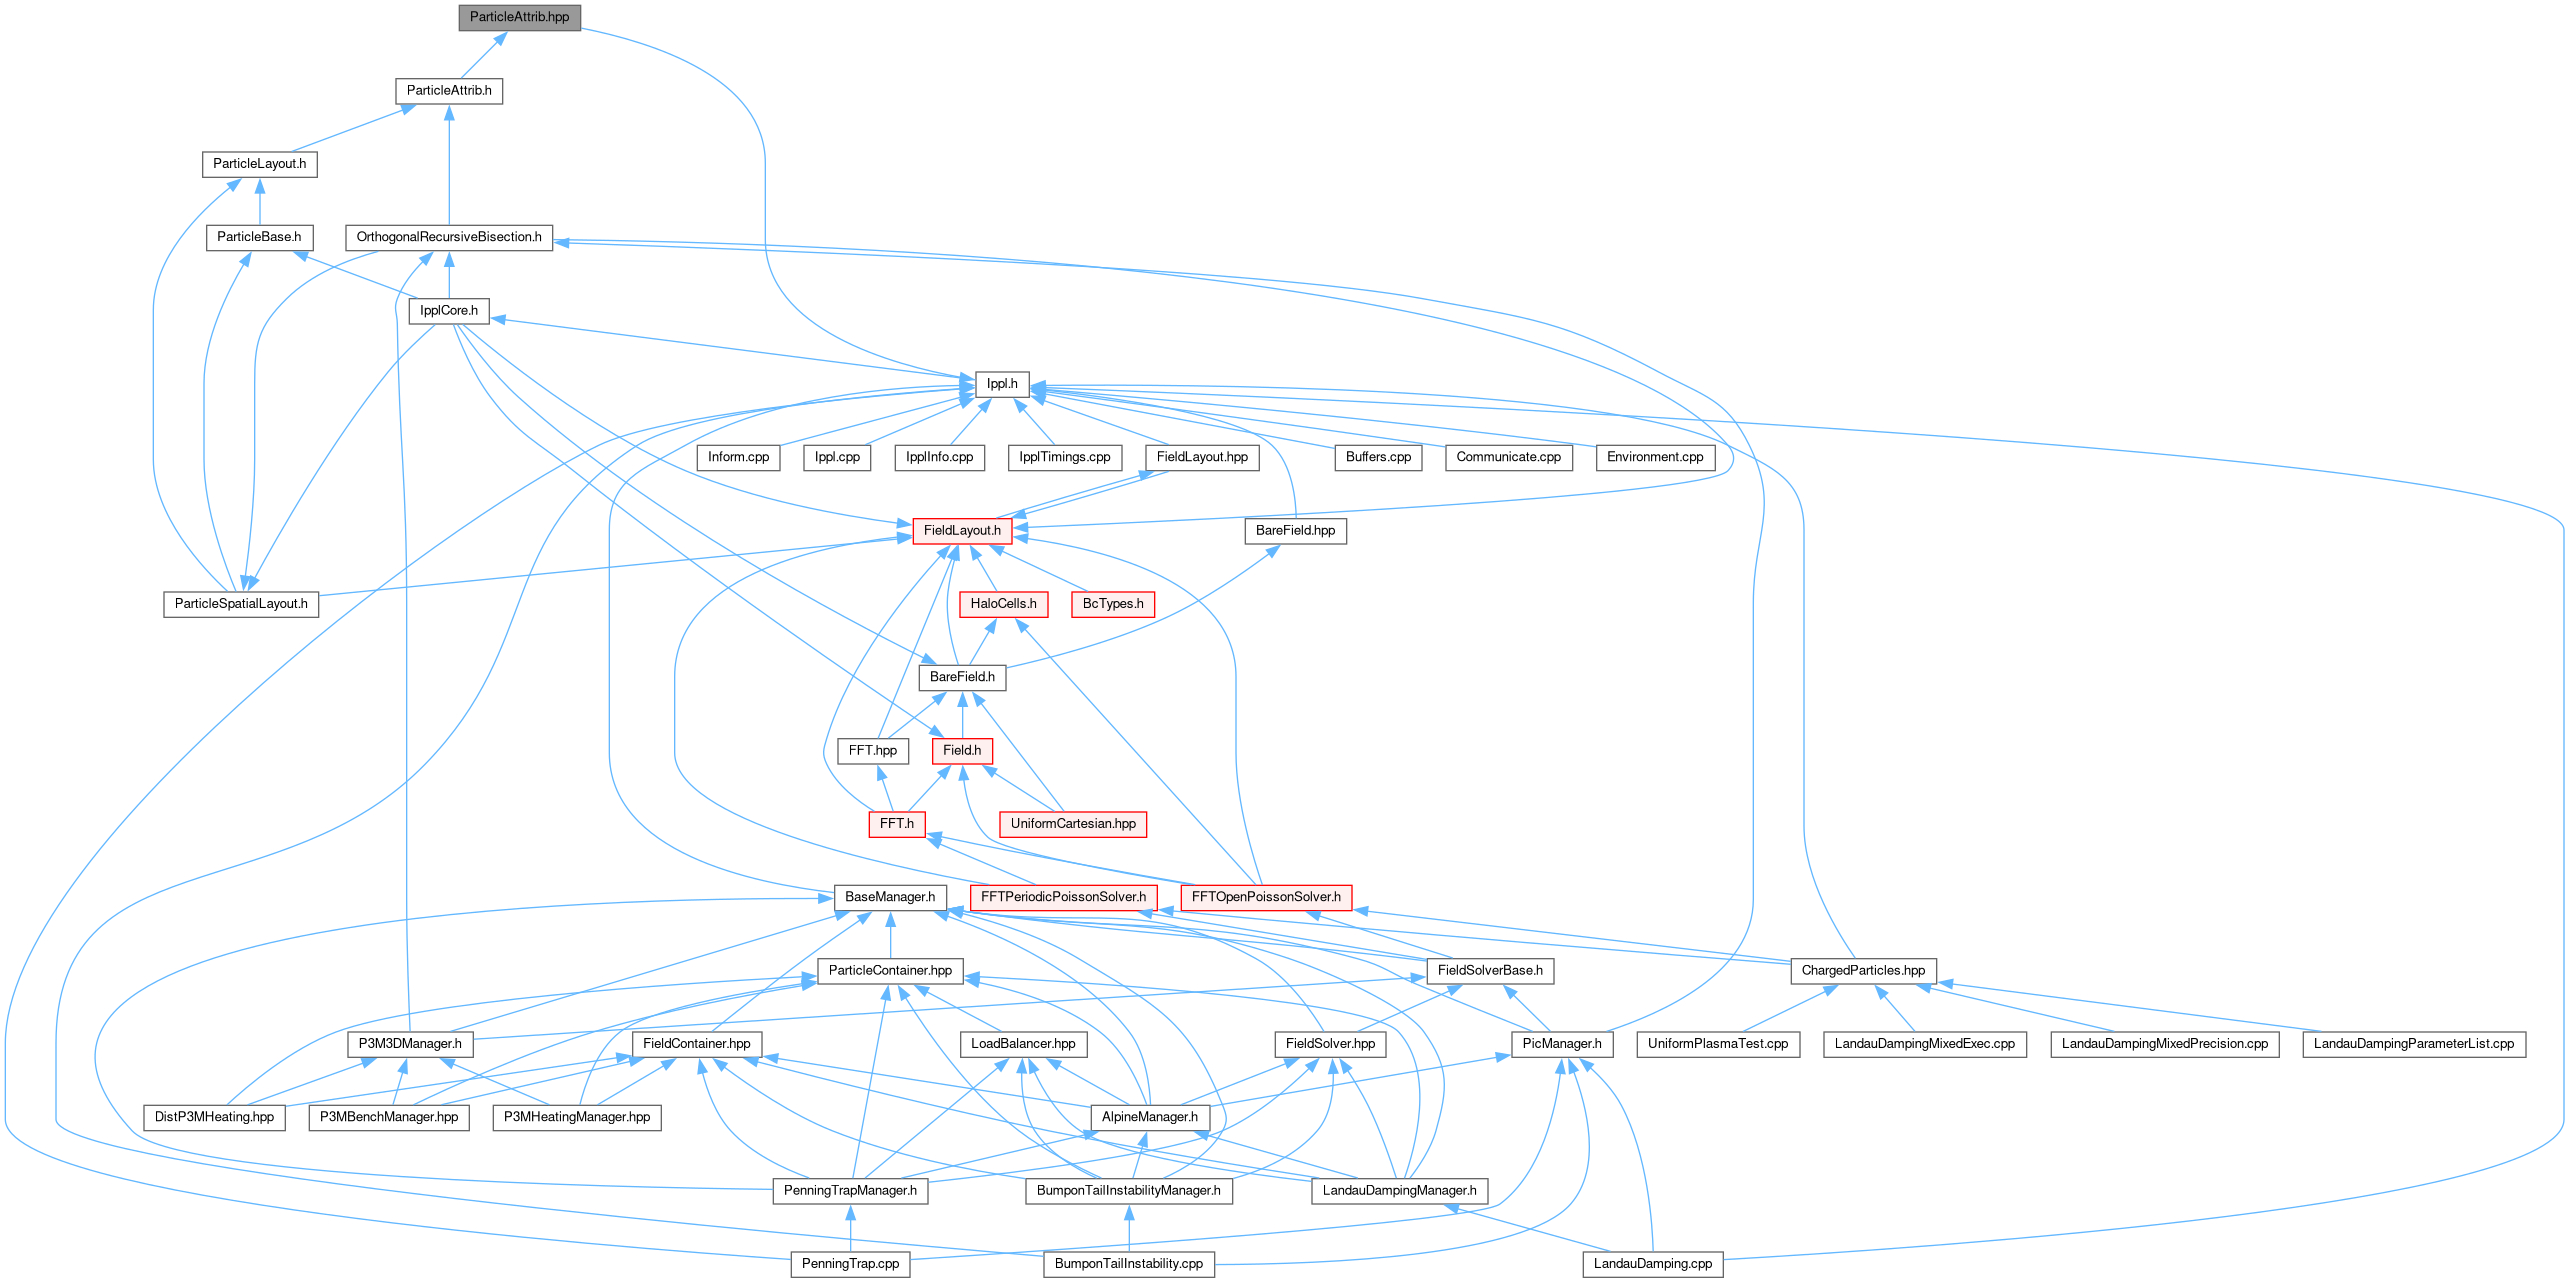 ParticleAttrib.hpp
ParticleAttrib.h
ParticleLayout.h
ParticleBase.h
OrthogonalRecursiveBisection.h
IpplCore.h
Ippl.h
Inform.cpp
Ippl.cpp
IpplInfo.cpp
IpplTimings.cpp
FieldLayout.hpp
Buffers.cpp
Communicate.cpp
Environment.cpp
FieldLayout.h
BareField.hpp
ParticleSpatialLayout.h
HaloCells.h
BcTypes.h
BareField.h
FFT.hpp
Field.h
FFT.h
UniformCartesian.hpp
BaseManager.h
FFTPeriodicPoissonSolver.h
FFTOpenPoissonSolver.h
ParticleContainer.hpp
FieldSolverBase.h
ChargedParticles.hpp
P3M3DManager.h
FieldContainer.hpp
LoadBalancer.hpp
FieldSolver.hpp
PicManager.h
UniformPlasmaTest.cpp
LandauDampingMixedExec.cpp
LandauDampingMixedPrecision.cpp
LandauDampingParameterList.cpp
DistP3MHeating.hpp
P3MBenchManager.hpp
P3MHeatingManager.hpp
AlpineManager.h
PenningTrapManager.h
BumponTailInstabilityManager.h
LandauDampingManager.h
PenningTrap.cpp
BumponTailInstability.cpp
LandauDamping.cpp